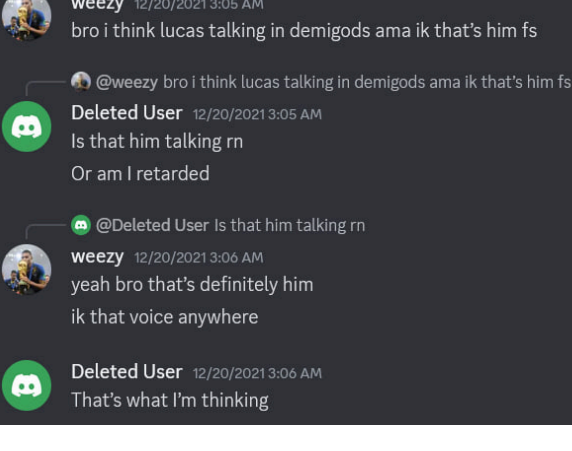 weezy 12/20/2021 3:05 AM
bro i think lucas talking in demigods ama ik that's him fs
@weezy bro i think lucas talking in demigods ama ik that's him fs
Deleted User 12/20/2021 3:05 AM
Is that him talking rn
Or am I retarded
@Deleted User Is that him talking rn
weezy 12/20/2021 3:06 AM
yeah bro that's definitely him
ik that voice anywhere
Deleted User 12/20/2021 3:06 AM
That's what I'm thinking